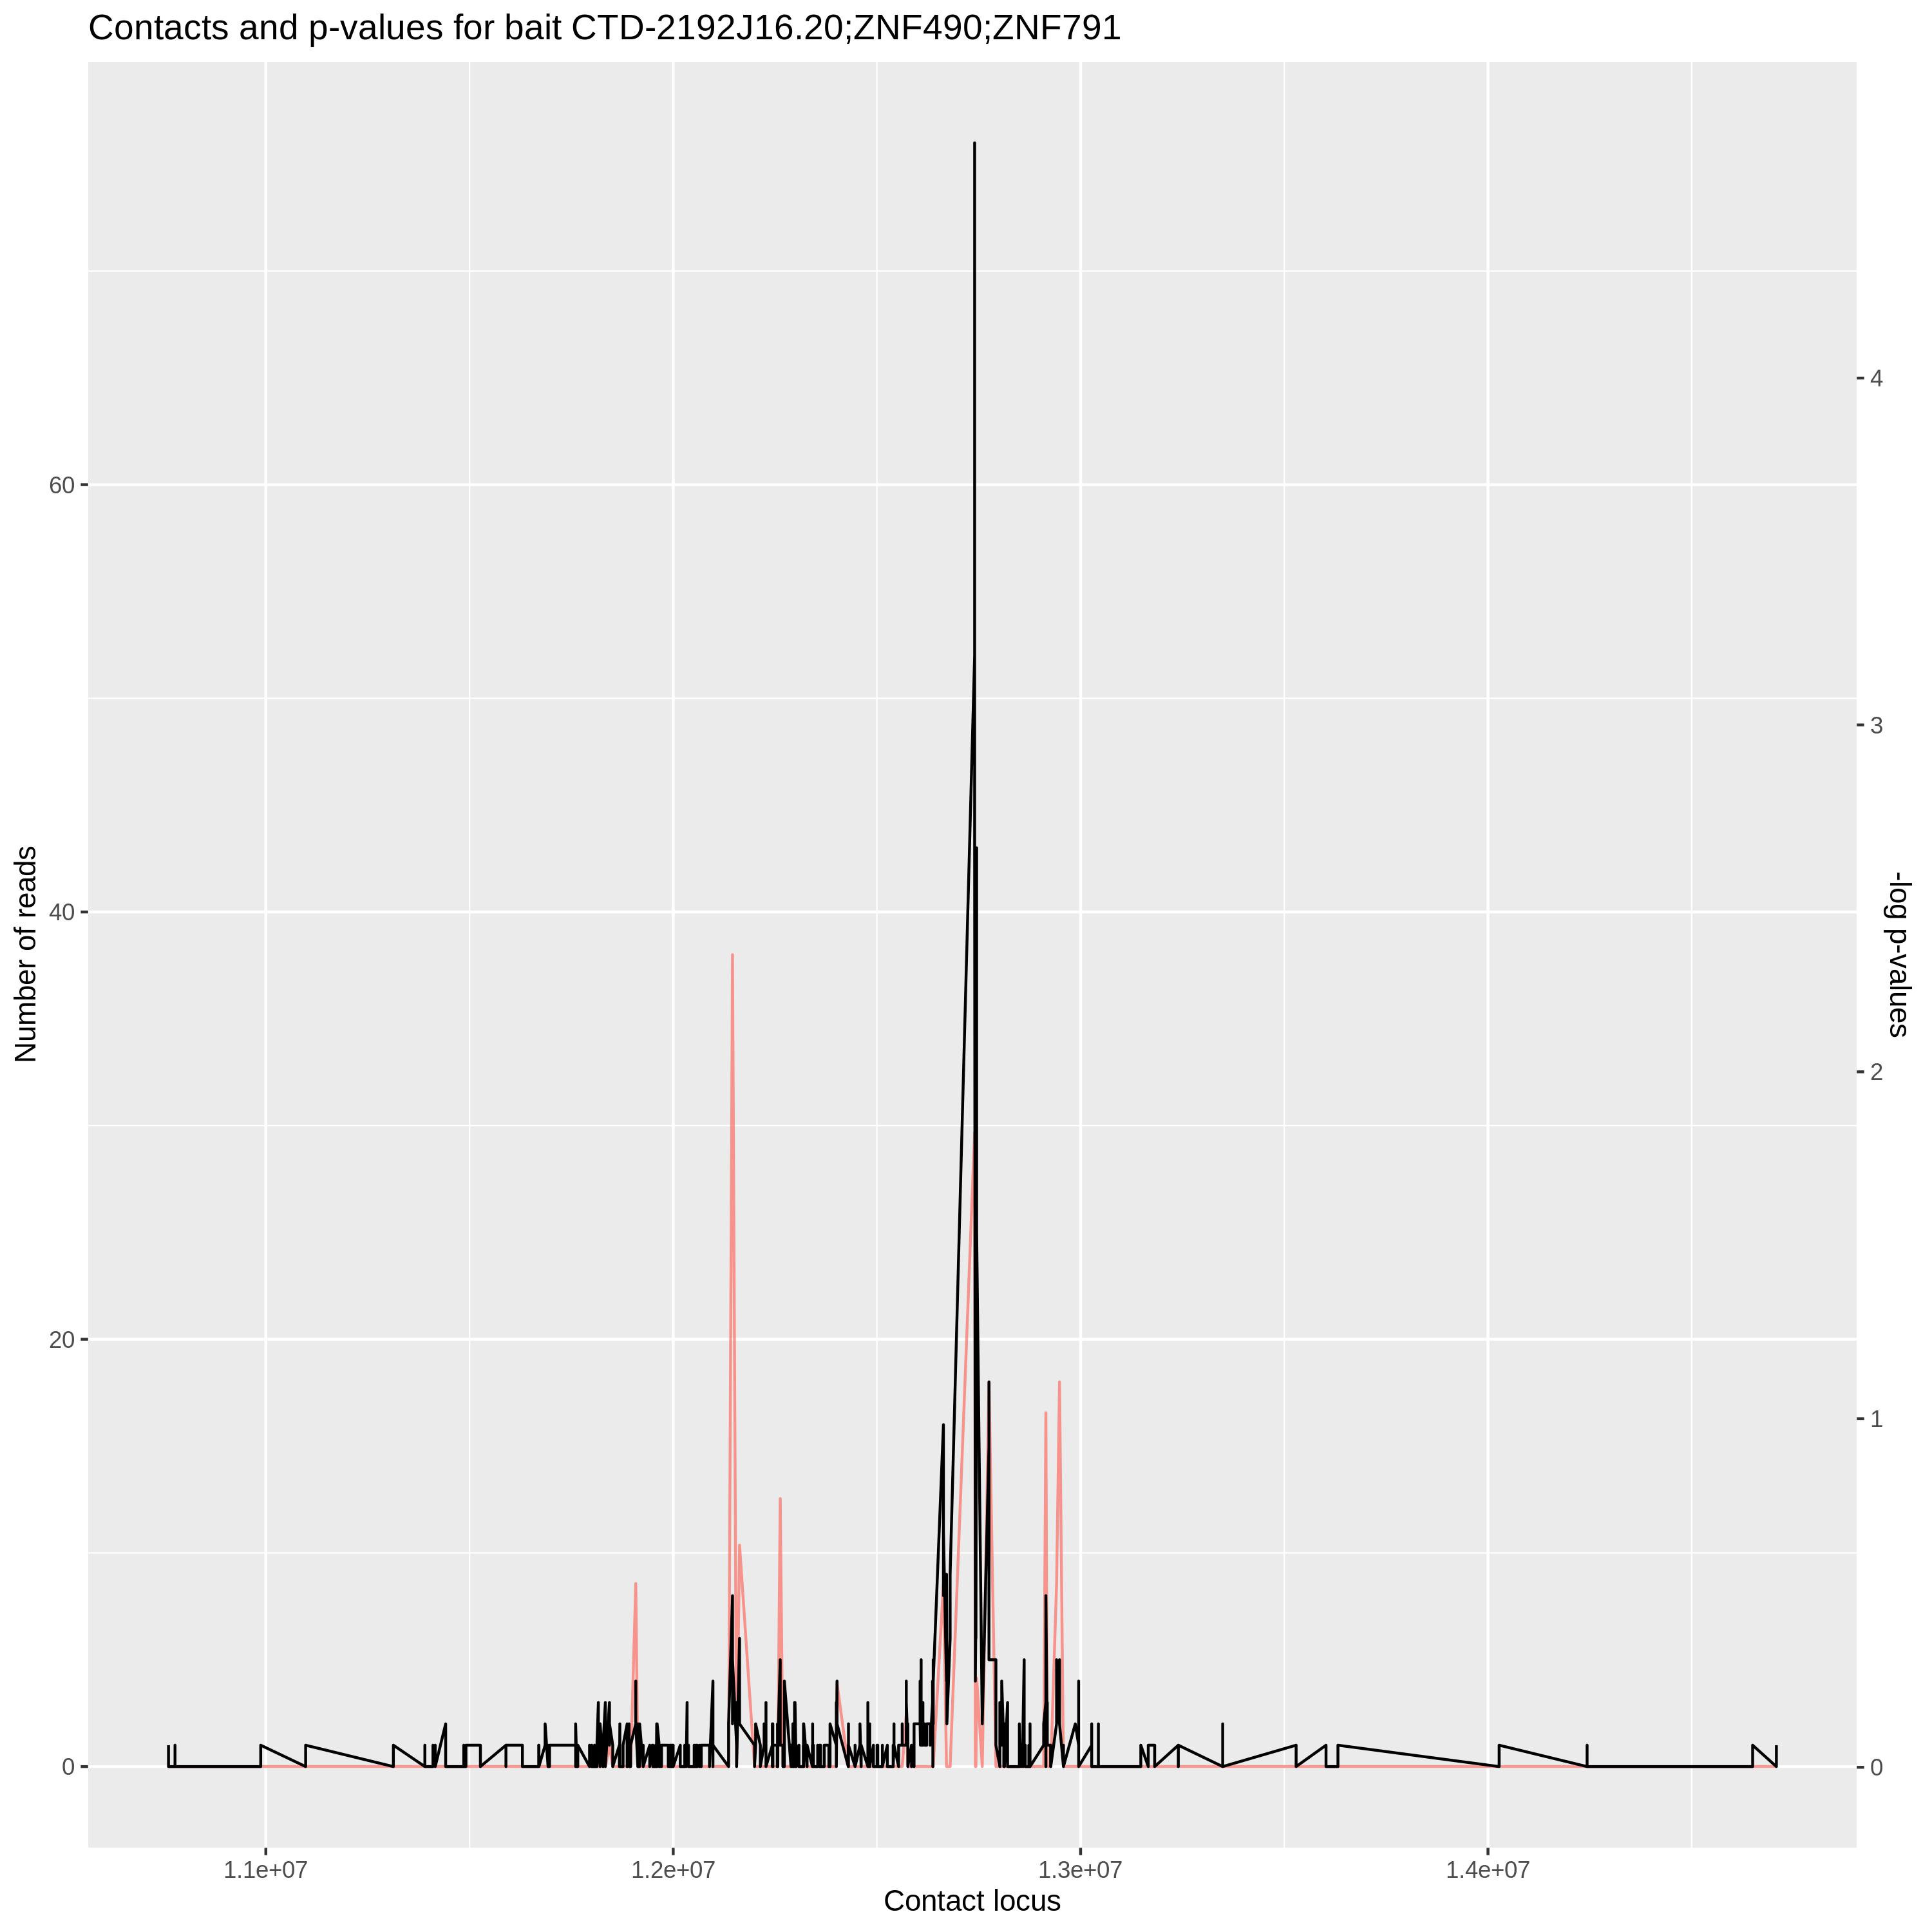 Contacts and p-values for bait CTD-2192J16.20;ZNF490;ZNF791
Number of reads
60
40
20
0
4
3
2
1
0
-log p-values
1.1e+07 1.2e+07 1.3e+07 1.4e+07
Contact locus